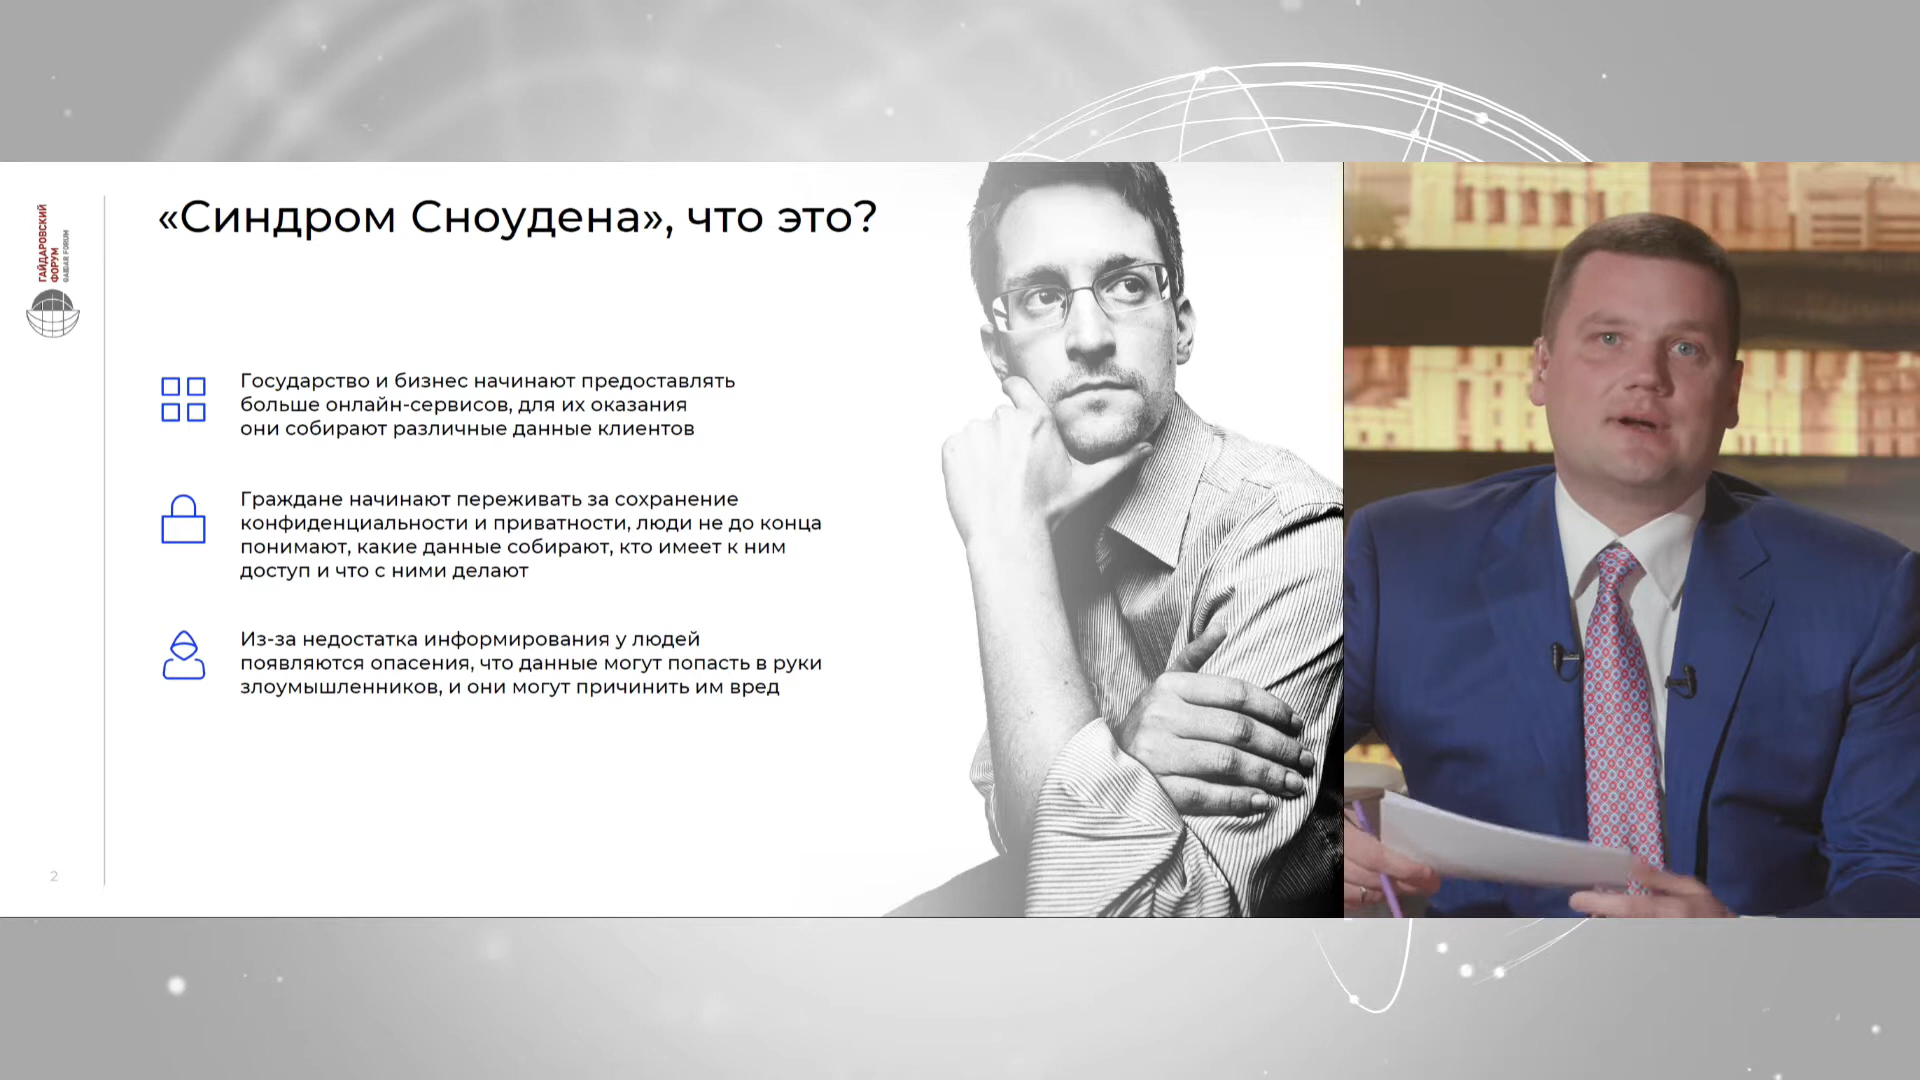 «Синдром Сноудена», что это?
ГАЙДАРОВСКИЙ
ФОРУМ
GAIDAR FORUM
Государство и бизнес начинают предоставлять
больше онлайн-сервисов, для их оказания
они собирают различные данные клиентов
Граждане начинают переживать за сохранение
конфиденциальности и приватности, люди не до конца
понимают, какие данные собирают, кто имеет к ним
доступ и что с ними делают
Из-за недостатка информирования у людей
появляются опасения, что данные могут попасть в руки
злоумышленников, и они могут причинить им вред
2